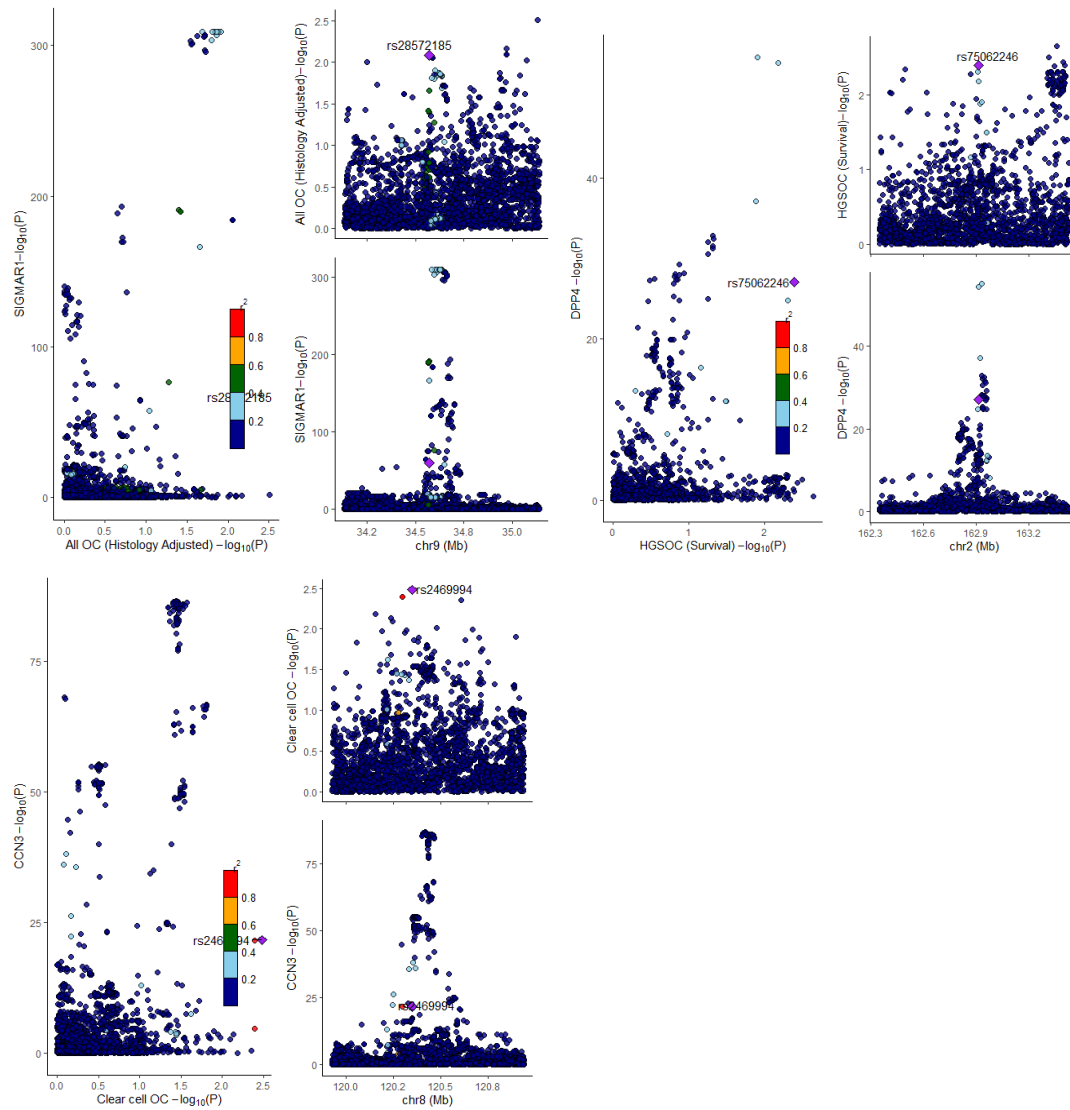 SIGMAR1−log10(P)
300
200
100
0
0.0 0.5 1.0 1.5 2.0 2.5
All OC (Histology Adjusted) −log10(P)
r2
0.8
0.6
0.4
0.2
All OC (Histology Adjusted)−log10(P)
2.5
2.0
1.5
1.0
0.5
0.0
rs28572185
SIGMAR1−log10(P)
300
200
100
0
34.2 34.5 34.8 35.0
chr9 (Mb)
DPP4 −log10(P)
40
20
0
0 1 2
HGSOC (Survival) −log10(P)
rs75062246
r2
0.8
0.6
0.4
0.2
HGSOC (Survival)−log10(P)
2
1
0
rs75062246
DPP4 −log10(P)
40
20
0
162.3 162.6 162.9 163.2
chr2 (Mb)
CCN3 −log10(P)
75
50
25
0
0.0 0.5 1.0 1.5 2.0 2.5
Clear cell OC −log10(P)
r2
0.8
0.6
0.4
0.2
Clear cell OC −log10(P)
2.5
2.0
1.5
1.0
0.5
0.0
rs2469994
CCN3 −log10(P)
75
50
25
0
120.0 120.2 120.5 120.8
chr8 (Mb)